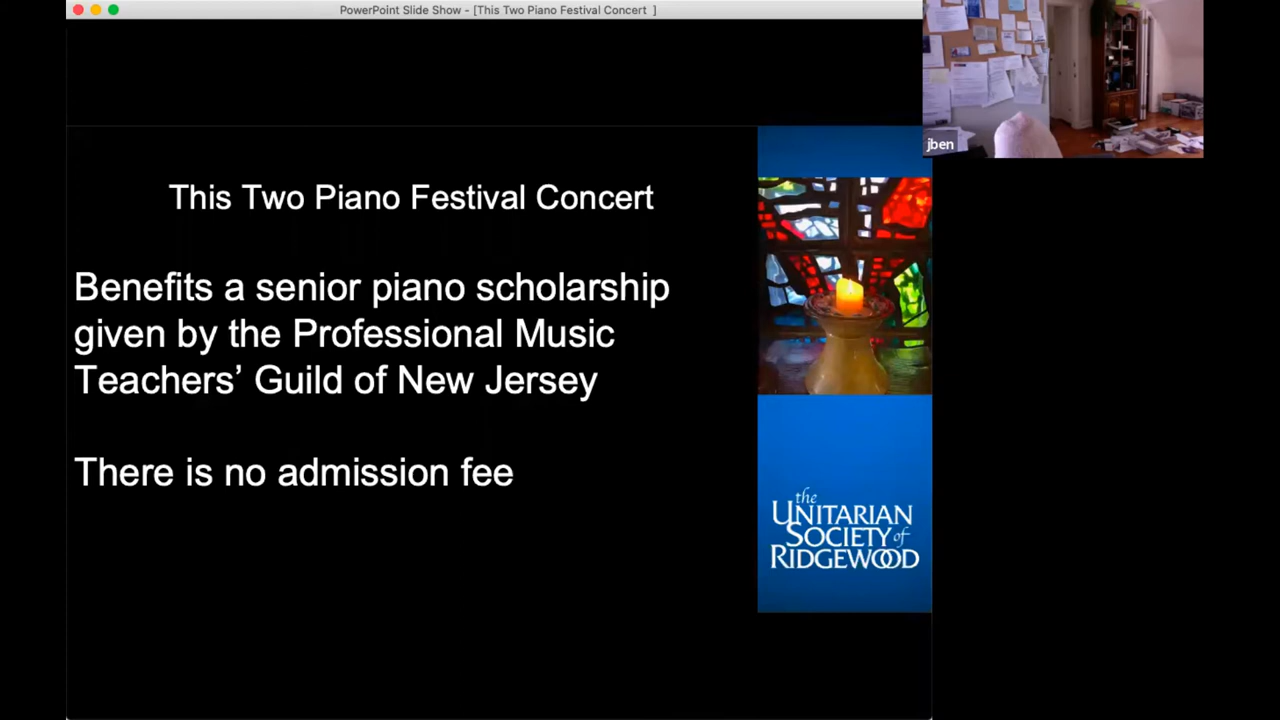 PowerPoint Slide Show - [This Two Piano Festival Concert ]
jben
This Two Piano Festival Concert
Benefits a senior piano scholarship
given by the Professional Music
Teachers’ Guild of New Jersey
There is no admission fee
the
UNITARIAN
SOCIETY of
RIDGEWOOD